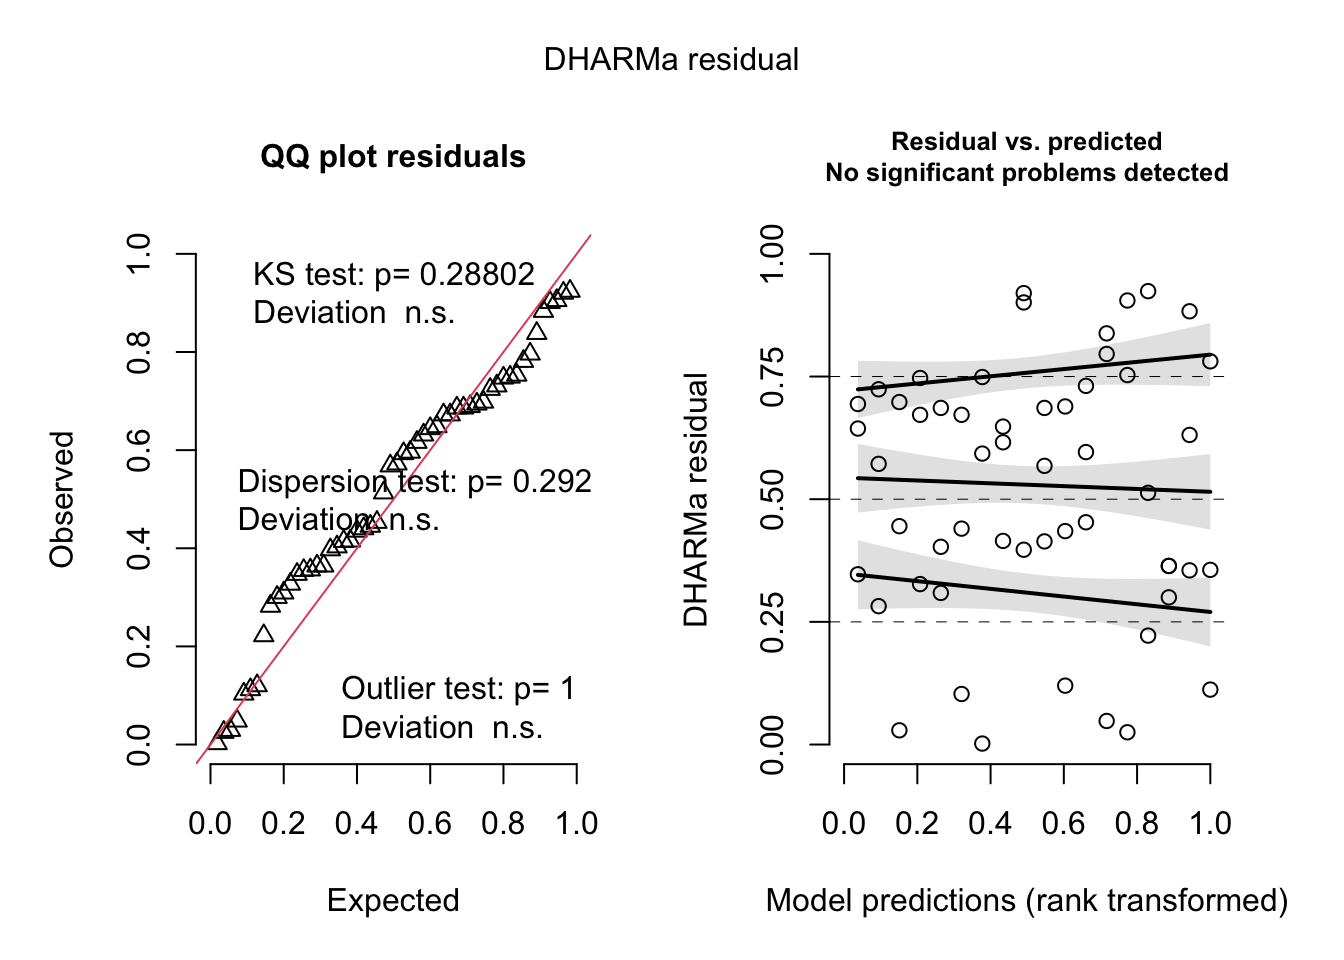 DHARMa residual
QQ plot residuals
KS test: p= 0.28802
Deviation  n.s.
Dispersion test: p= 0.292
Deviation  n.s.
Outlier test: p= 1
Deviation  n.s.
Observed
0.0
0.2
0.4
0.6
0.8
1.0
0.0 0.2 0.4 0.6 0.8 1.0
Expected
Residual vs. predicted
No significant problems detected
DHARMa residual
0.00
0.25
0.50
0.75
1.00
0.0 0.2 0.4 0.6 0.8 1.0
Model predictions (rank transformed)